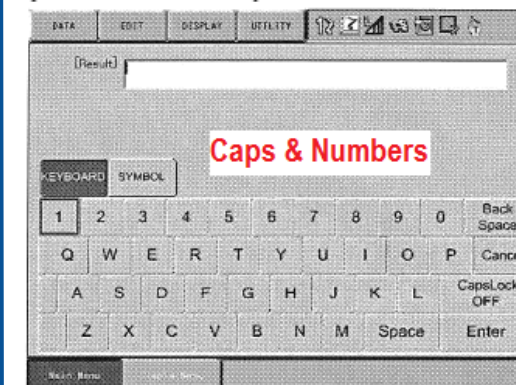 DATA EDIT DISPLAY UTILITY
[Result]
Caps & Numbers
KEYBOARD SYMBOL
1 2 3 4 5 6 7 8 9 0 Back Space
Q W E R T Y U I O P Canc
A S D F G H J K L CapsLock OFF
Z X C V B N M Space Enter
Main Menu